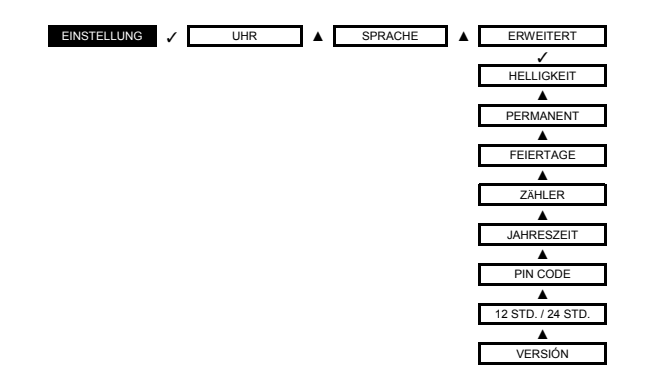 EINSTELLUNG ✓ UHR ▲ SPRACHE ▲ ERWEITERT
✓
HELLIGKEIT
▲
PERMANENT
▲
FEIERTAGE
▲
ZÄHLER
▲
JAHRESZEIT
▲
PIN CODE
▲
12 STD. / 24 STD.
▲
VERSIÓN